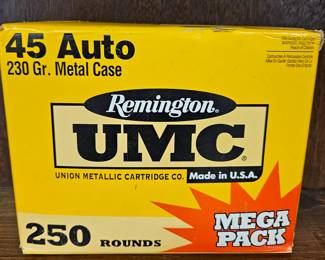 45 Auto
230 Gr. Metal Case
Remington®
UMC®
UNION METALLIC CARTRIDGE CO. Made in U.S.A.
250 ROUNDS
MEGA
PACK